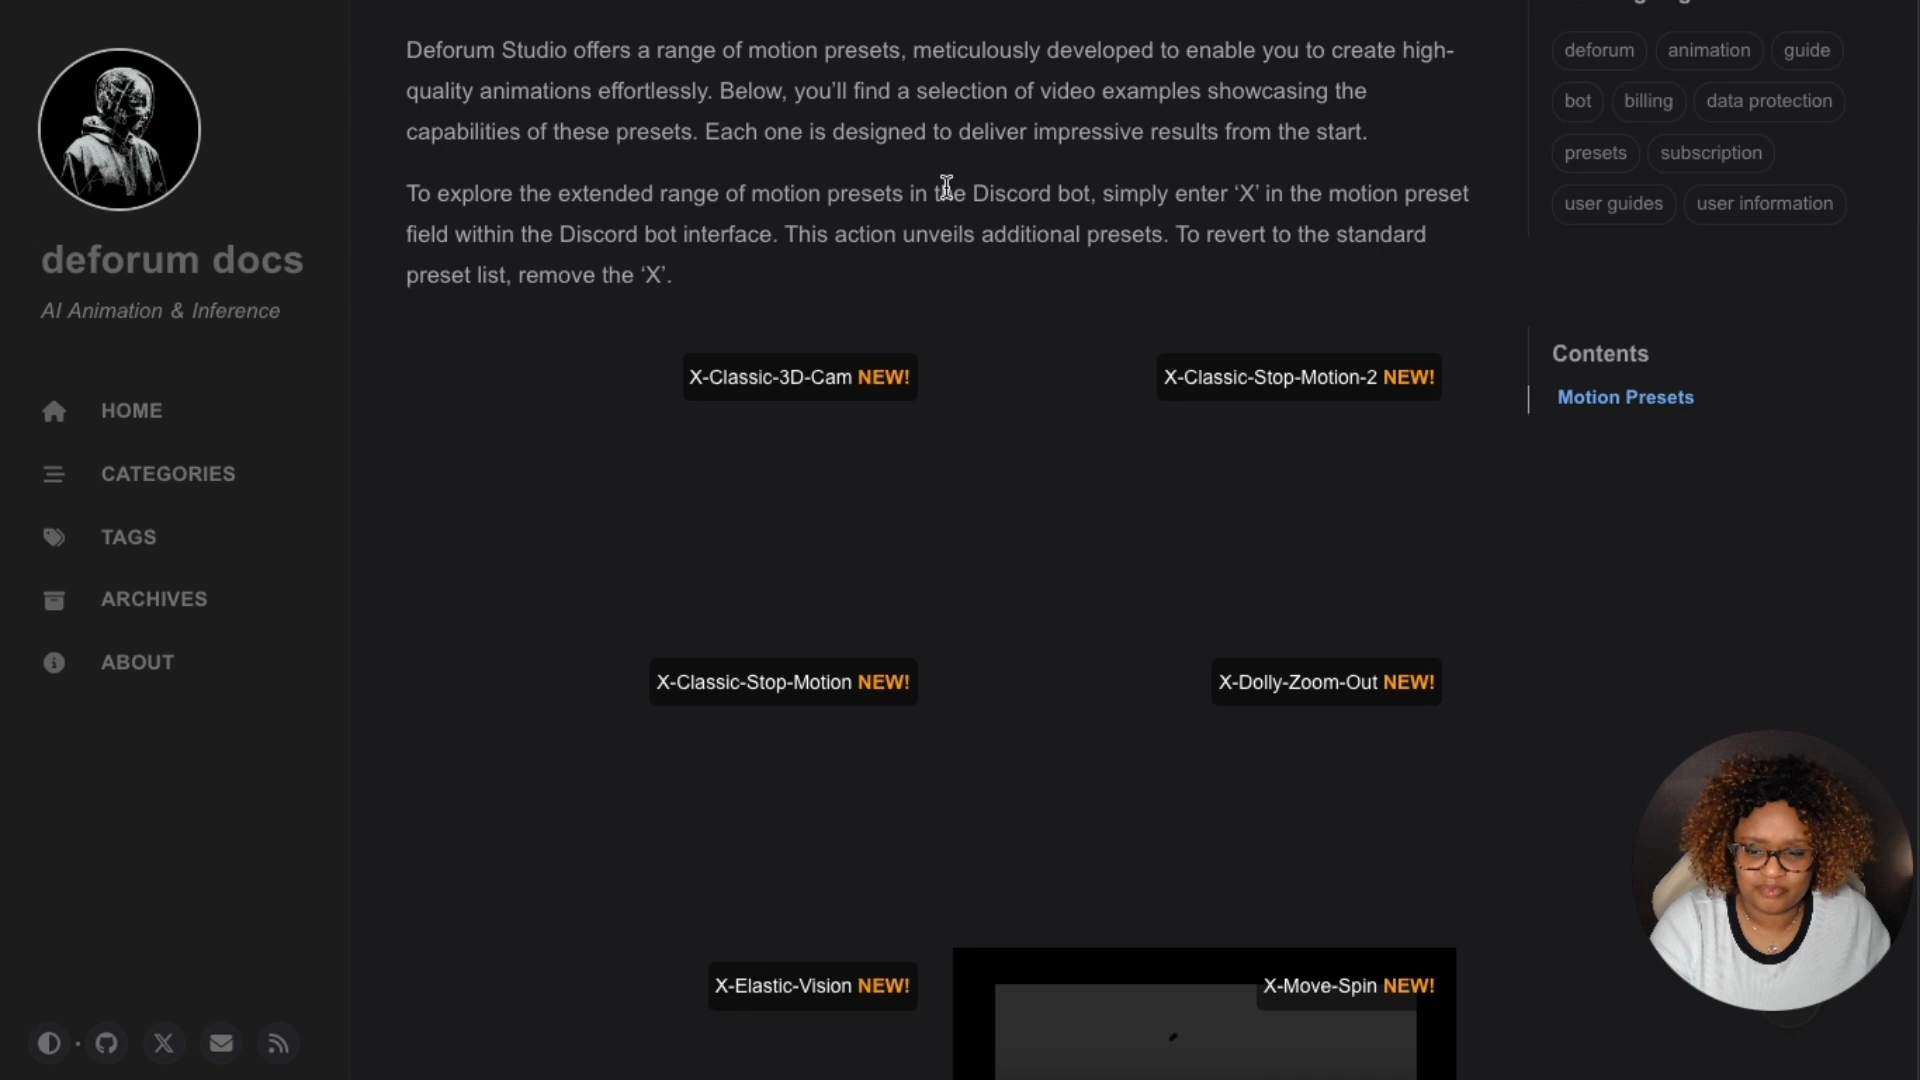 deforum docs
AI Animation & Inference
HOME
CATEGORIES
TAGS
ARCHIVES
ABOUT
Deforum Studio offers a range of motion presets, meticulously developed to enable you to create high-
quality animations effortlessly. Below, you’ll find a selection of video examples showcasing the
capabilities of these presets. Each one is designed to deliver impressive results from the start.
To explore the extended range of motion presets in the Discord bot, simply enter ‘X’ in the motion preset
field within the Discord bot interface. This action unveils additional presets. To revert to the standard
preset list, remove the ‘X’.
X-Classic-3D-Cam NEW!
X-Classic-Stop-Motion-2 NEW!
X-Classic-Stop-Motion NEW!
X-Dolly-Zoom-Out NEW!
X-Elastic-Vision NEW!
X-Move-Spin NEW!
deforum animation guide
bot billing data protection
presets subscription
user guides user information
Contents
Motion Presets